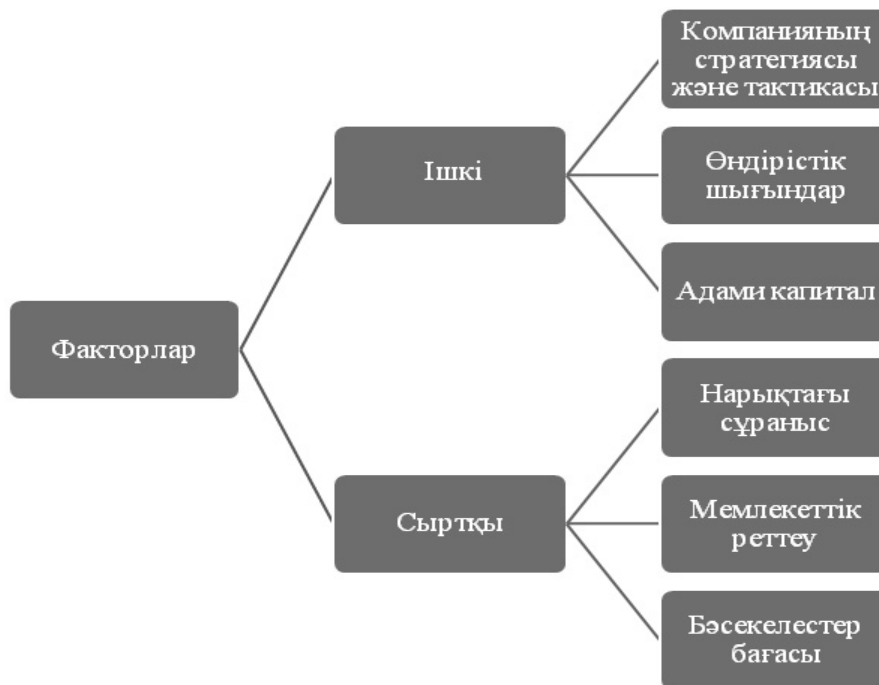 Факторлар
Ішкі
Компанияның
стратегиясы
және тактикасы
Өндірістік
шығындар
Адами капитал
Сыртқы
Нарықтағы
сұраныс
Мемлекеттік
реттеу
Бәсекелестер
бағасы